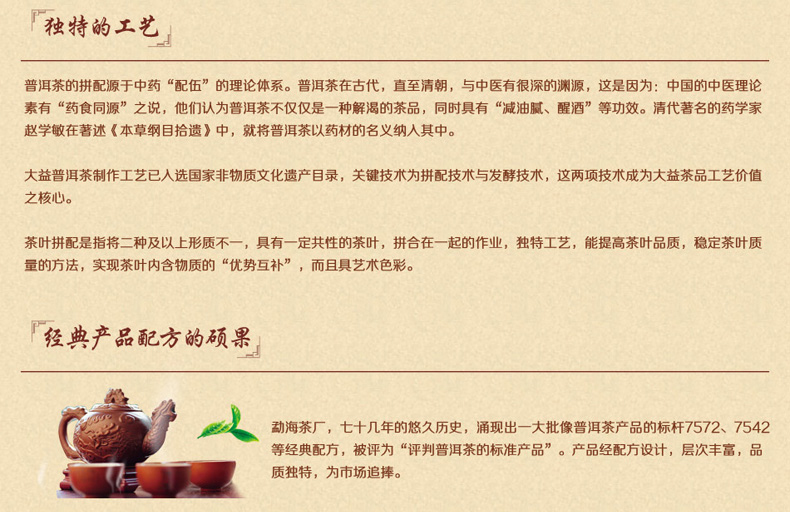 独特的工艺
普洱茶的拼配源于中药“配伍”的理论体系。普洱茶在古代，直至清朝，与中医有很深的渊源，这是因为：中国的中医理论
素有“药食同源”之说，他们认为普洱茶不仅仅是一种解渴的茶品，同时具有“减油腻、醒酒”等功效。清代著名的药学家
赵学敏在著述《本草纲目拾遗》中，就将普洱茶以药材的名义纳入其中。
大益普洱茶制作工艺已入选国家非物质文化遗产目录，关键技术为拼配技术与发酵技术，这两项技术成为大益茶品工艺价值
之核心。
茶叶拼配是指将二种及以上形质不一，具有一定共性的茶叶，拼合在一起的作业，独特工艺，能提高茶叶品质，稳定茶叶质
量的方法，实现茶叶内含物质的“优势互补”，而且具艺术色彩。
经典产品配方的硕果
勐海茶厂，七十几年的悠久历史，涌现出一大批像普洱茶产品的标杆7572、7542
等经典配方，被评为“评判普洱茶的标准产品”。产品经配方设计，层次丰富，品
质独特，为市场追捧。